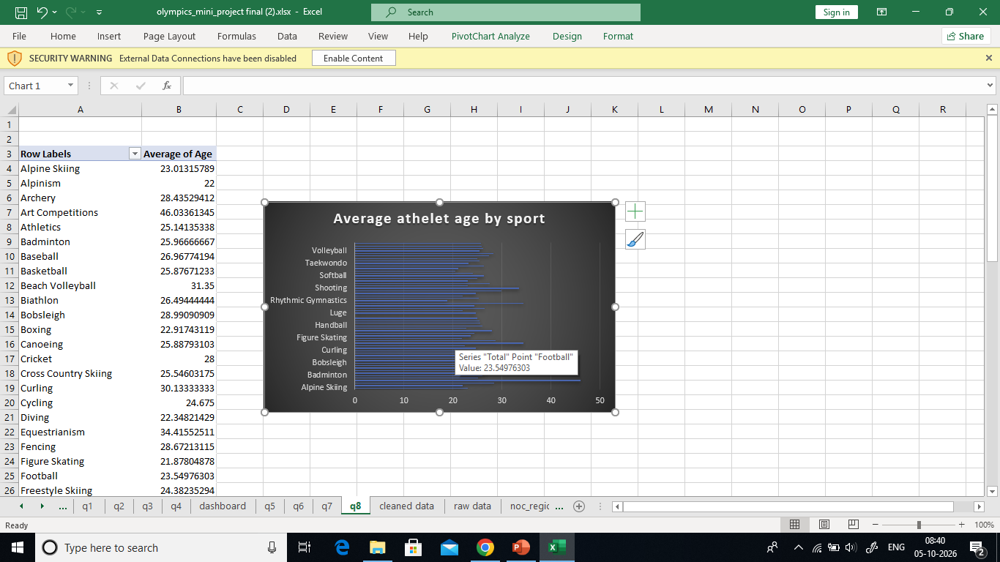 olympics_mini_project final (2).xlsx - Excel
Search
Sign in
File Home Insert Page Layout Formulas Data Review View Help PivotChart Analyze Design Format Share
SECURITY WARNING External Data Connections have been disabled Enable Content
Chart 1 fx
A B C D E F G H I J K L M N O P Q R
1
2
3 Row Labels Average of Age
4 Alpine Skiing 23.01315789
5 Alpinism 22
6 Archery 28.43529412
7 Art Competitions 46.03361345
8 Athletics 25.14135338
9 Badminton 25.96666667
10 Baseball 26.96774194
11 Basketball 25.87671233
12 Beach Volleyball 31.35
13 Biathlon 26.49444444
14 Bobsleigh 28.99090909
15 Boxing 22.91743119
16 Canoeing 25.88793103
17 Cricket 28
18 Cross Country Skiing 25.54603175
19 Curling 30.13333333
20 Cycling 24.675
21 Diving 22.34821429
22 Equestrianism 34.41552511
23 Fencing 28.67213115
24 Figure Skating 21.87804878
25 Football 23.54976303
26 Freestyle Skiing 24.38235294
Average athelet age by sport
Volleyball
Taekwondo
Softball
Shooting
Rhythmic Gymnastics
Luge
Handball
Figure Skating
Curling
Bobsleigh
Badminton
Alpine Skiing
0 10 20 30 40 50
Series "Total" Point "Football"
Value: 23.54976303
... q1 q2 q3 q4 dashboard q5 q6 q7 q8 cleaned data raw data noc_regic ...
Ready
100%
Type here to search
ENG
08:40
05-10-2026
2